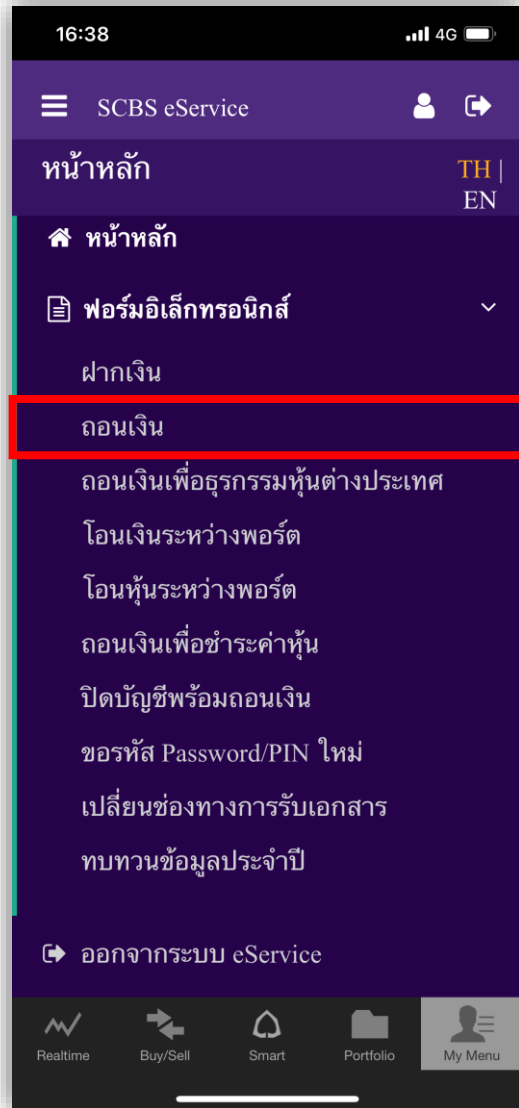 16:38 4G
SCBS eService
หน้าหลัก TH |
EN
หน้าหลัก
ฟอร์มอิเล็กทรอนิกส์
ฝากเงิน
ถอนเงิน
ถอนเงินเพื่อธุรกรรมหุ้นต่างประเทศ
โอนเงินระหว่างพอร์ต
โอนหุ้นระหว่างพอร์ต
ถอนเงินเพื่อชำระค่าหุ้น
ปิดบัญชีพร้อมถอนเงิน
ขอรหัส Password/PIN ใหม่
เปลี่ยนช่องทางการรับเอกสาร
ทบทวนข้อมูลประจำปี
ออกจากระบบ eService
Realtime Buy/Sell Smart Portfolio My Menu